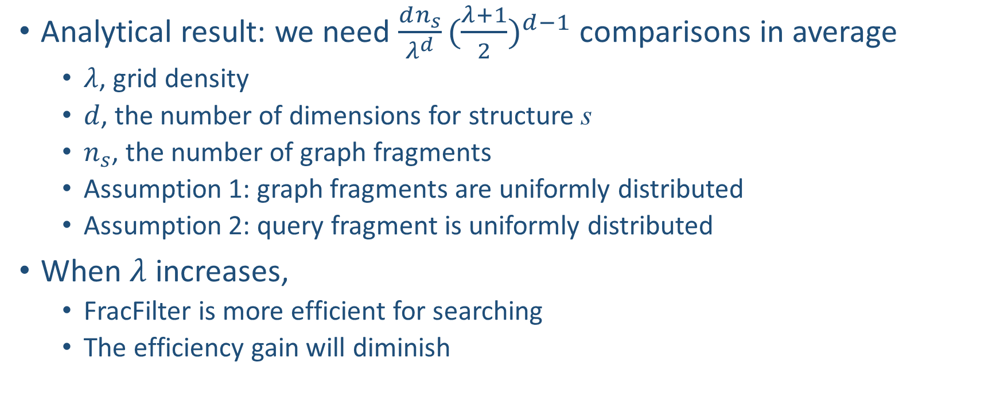 • Analytical result: we need $\frac{dn_s}{\lambda^d}(\frac{\lambda+1}{2})^{d-1}$ comparisons in average
• λ, grid density
• d, the number of dimensions for structure s
• $n_s$, the number of graph fragments
• Assumption 1: graph fragments are uniformly distributed
• Assumption 2: query fragment is uniformly distributed
• When λ increases,
• FracFilter is more efficient for searching
• The efficiency gain will diminish